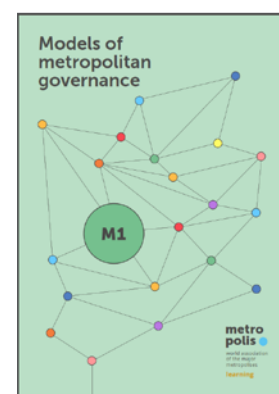 Models of
metropolitan
governance
M1
metro
polis
world association
of the major
metropolises
learning